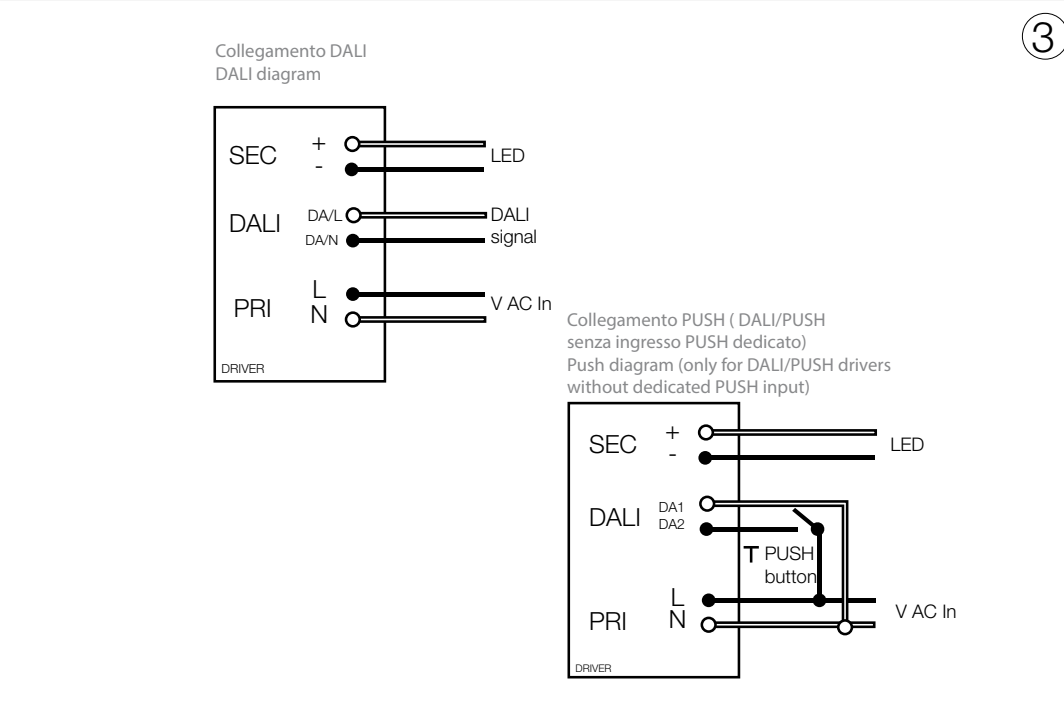 3
Collegamento DALI
DALI diagram
SEC + LED
-
DALI DA/L DALI
DA/N signal
PRI L V AC In
N
DRIVER
Collegamento PUSH ( DALI/PUSH
senza ingresso PUSH dedicato)
Push diagram (only for DALI/PUSH drivers
without dedicated PUSH input)
SEC + LED
-
DALI DA1
DA2
T PUSH
button
PRI L V AC In
N
DRIVER